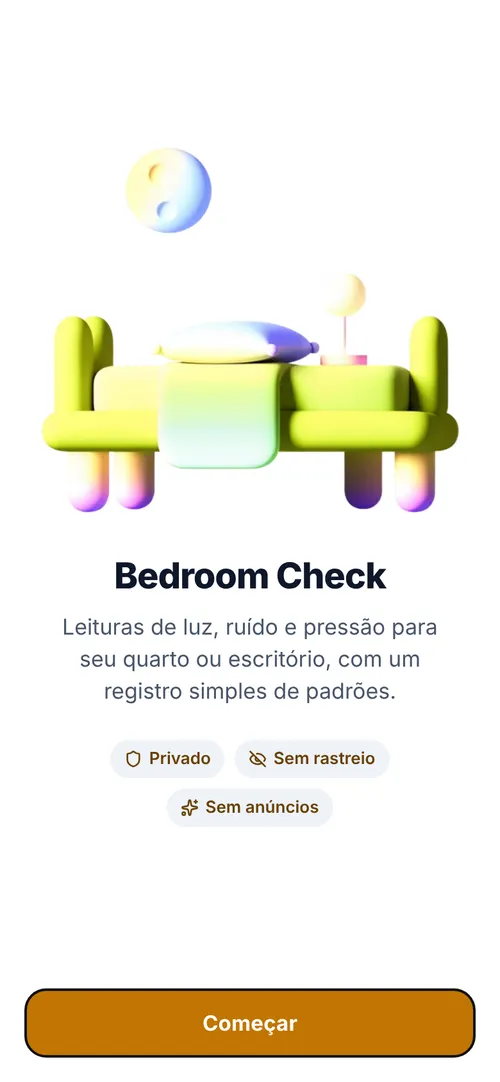 Bedroom Check
Leituras de luz, ruído e pressão para
seu quarto ou escritório, com um
registro simples de padrões.
Privado
Sem rastreio
Sem anúncios
Começar